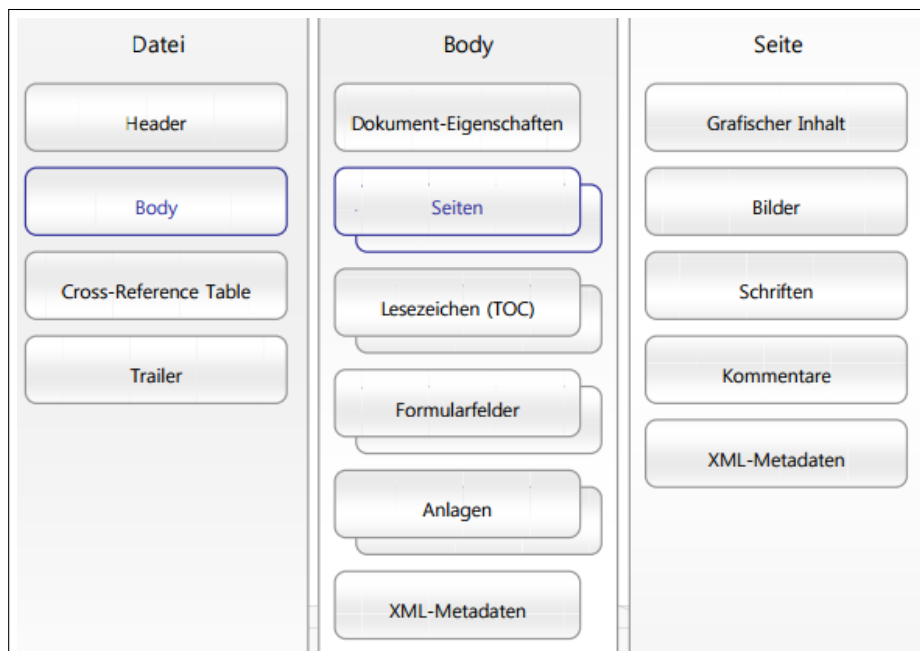 Datei
Header
Body
Cross-Reference Table
Trailer
Body
Dokument-Eigenschaften
Seiten
Lesezeichen (TOC)
Formularfelder
Anlagen
XML-Metadaten
Seite
Grafischer Inhalt
Bilder
Schriften
Kommentare
XML-Metadaten